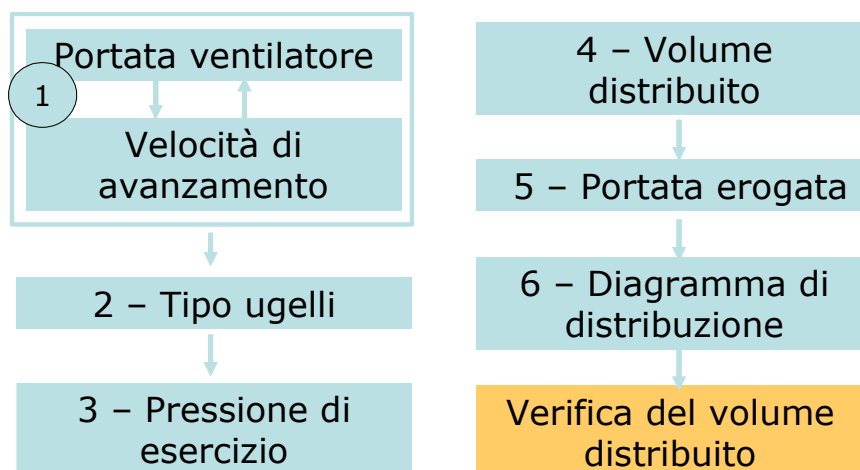 Portata ventilatore
1
Velocità di
avanzamento
2 – Tipo ugelli
3 – Pressione di
esercizio
4 – Volume
distribuito
5 – Portata erogata
6 – Diagramma di
distribuzione
Verifica del volume
distribuito